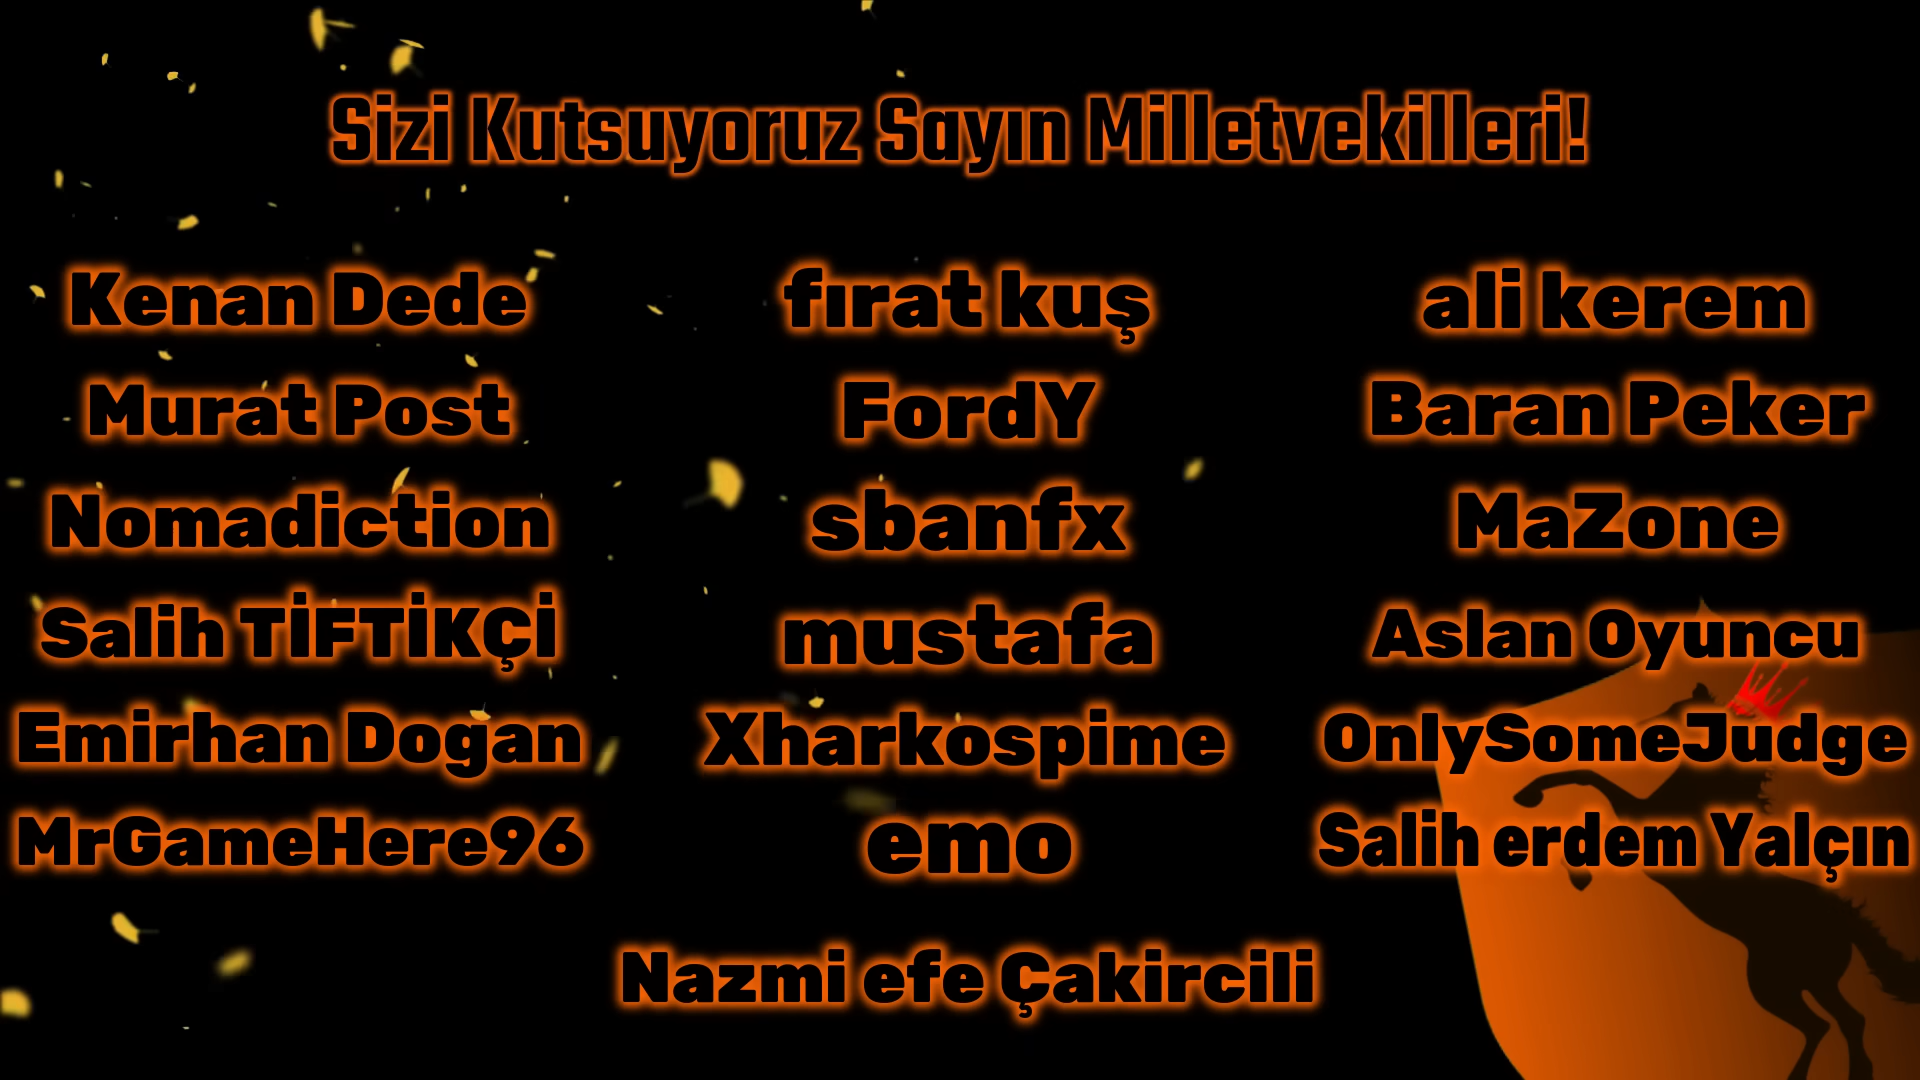 Sizi Kutsuyoruz Sayın Milletvekilleri!
Kenan Dede
fırat kuş
ali kerem
Murat Post
FordY
Baran Peker
Nomadiction
sbanfx
MaZone
Salih TİFTİKÇİ
mustafa
Aslan Oyuncu
Emirhan Dogan
Xharkospime
OnlySomeJudge
MrGameHere96
emo
Salih erdem Yalçın
Nazmi efe Çakircili